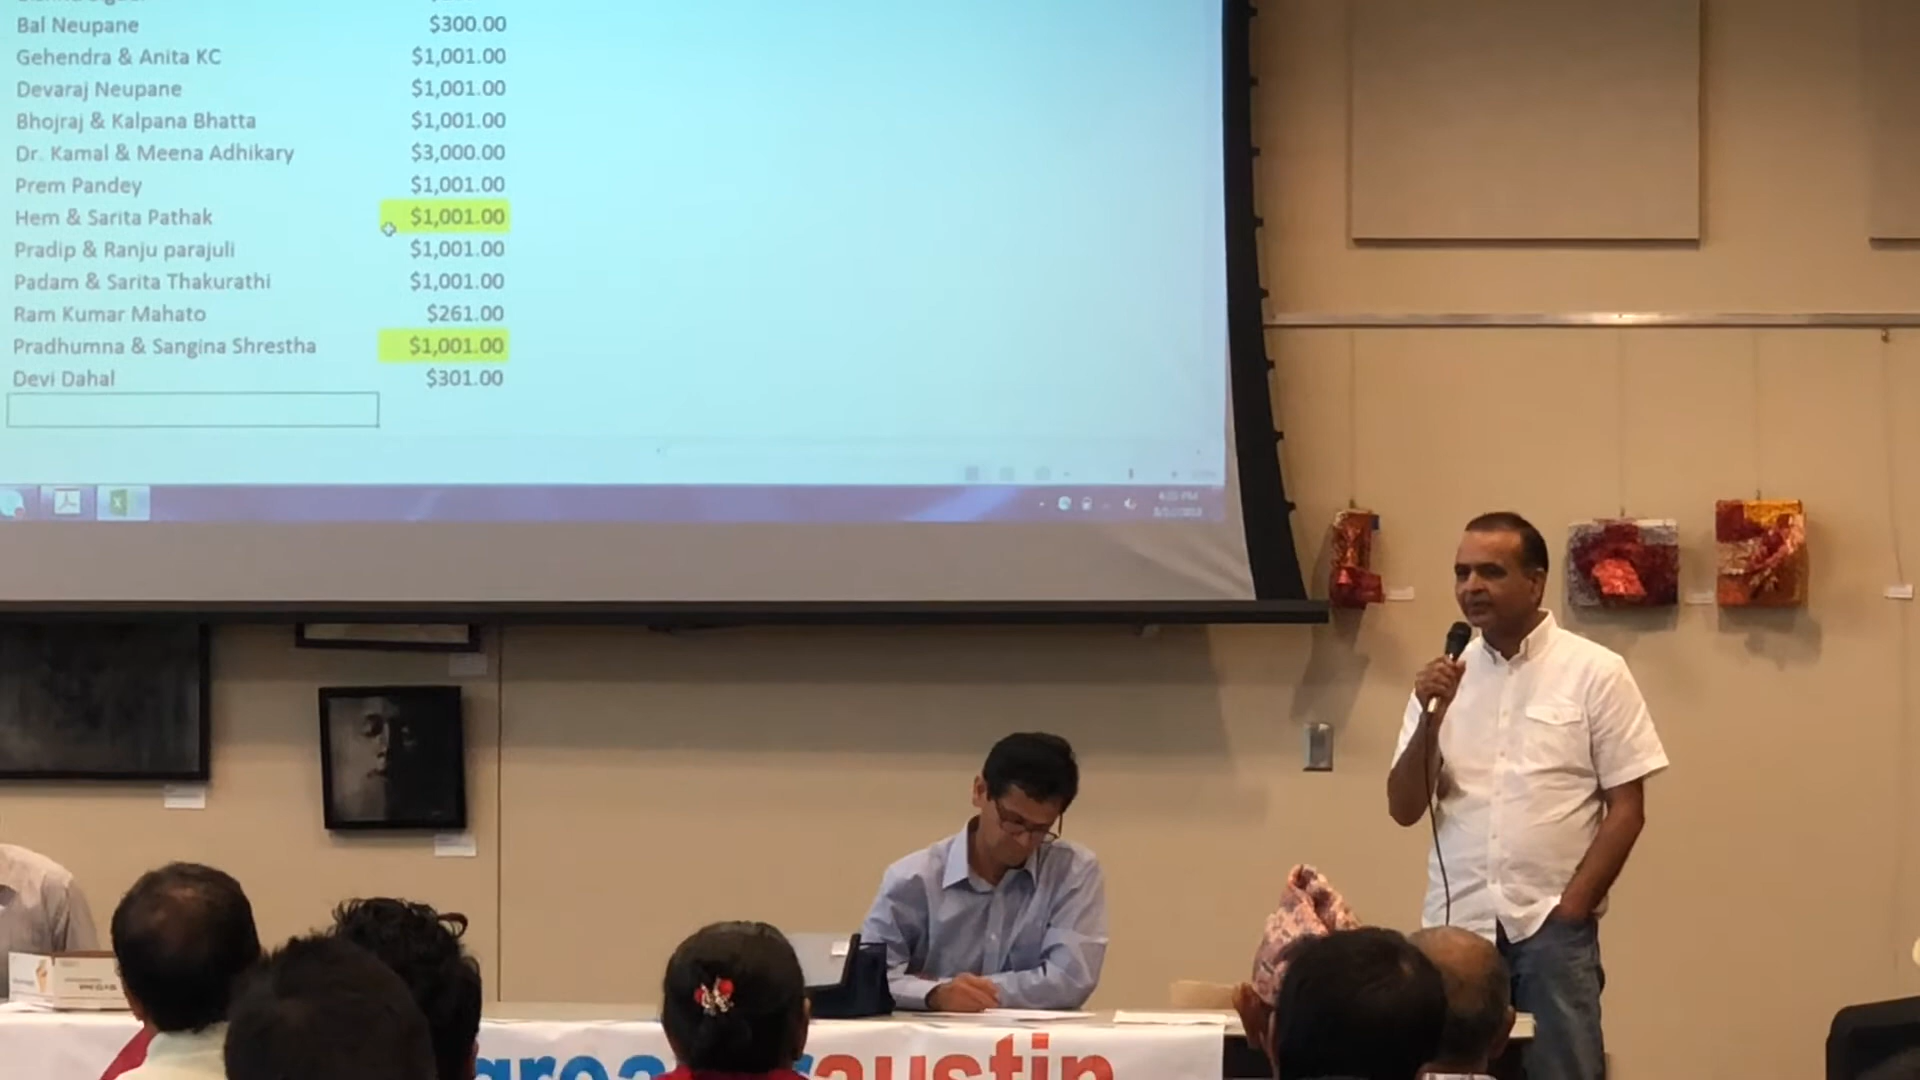 Bal Neupane $300.00
Gehendra & Anita KC $1,001.00
Devaraj Neupane $1,001.00
Bhojraj & Kalpana Bhatta $1,001.00
Dr. Kamal & Meena Adhikary $3,000.00
Prem Pandey $1,001.00
Hem & Sarita Pathak $1,001.00
Pradip & Ranju parajuli $1,001.00
Padam & Sarita Thakurathi $1,001.00
Ram Kumar Mahato $261.00
Pradhumna & Sangina Shrestha $1,001.00
Devi Dahal $301.00
austin